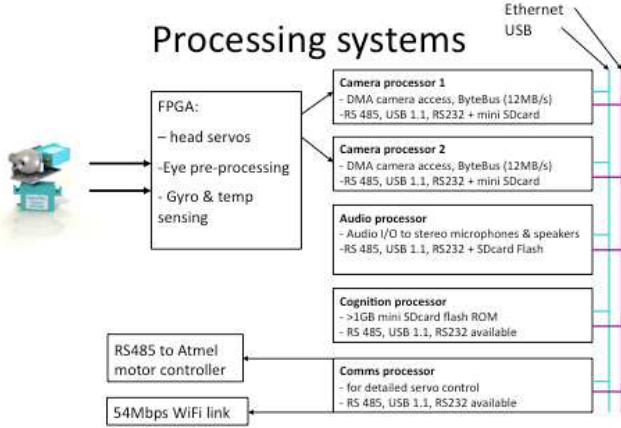 Ethernet
USB
Processing systems
FPGA:
– head servos
-Eye pre-processing
- Gyro & temp
sensing
Camera processor 1
- DMA camera access, ByteBus (12MB/s)
-RS 485, USB 1.1, RS232 + mini SDcard
Camera processor 2
- DMA camera access, ByteBus (12MB/s)
-RS 485, USB 1.1, RS232 + mini SDcard
Audio processor
- Audio I/O to stereo microphones & speakers
-RS 485, USB 1.1, RS232 + SDcard Flash
Cognition processor
- >1GB mini SDcard flash ROM
- RS 485, USB 1.1, RS232 available
RS485 to Atmel
motor controller
Comms processor
- for detailed servo control
- RS 485, USB 1.1, RS232 available
54Mbps WiFi link